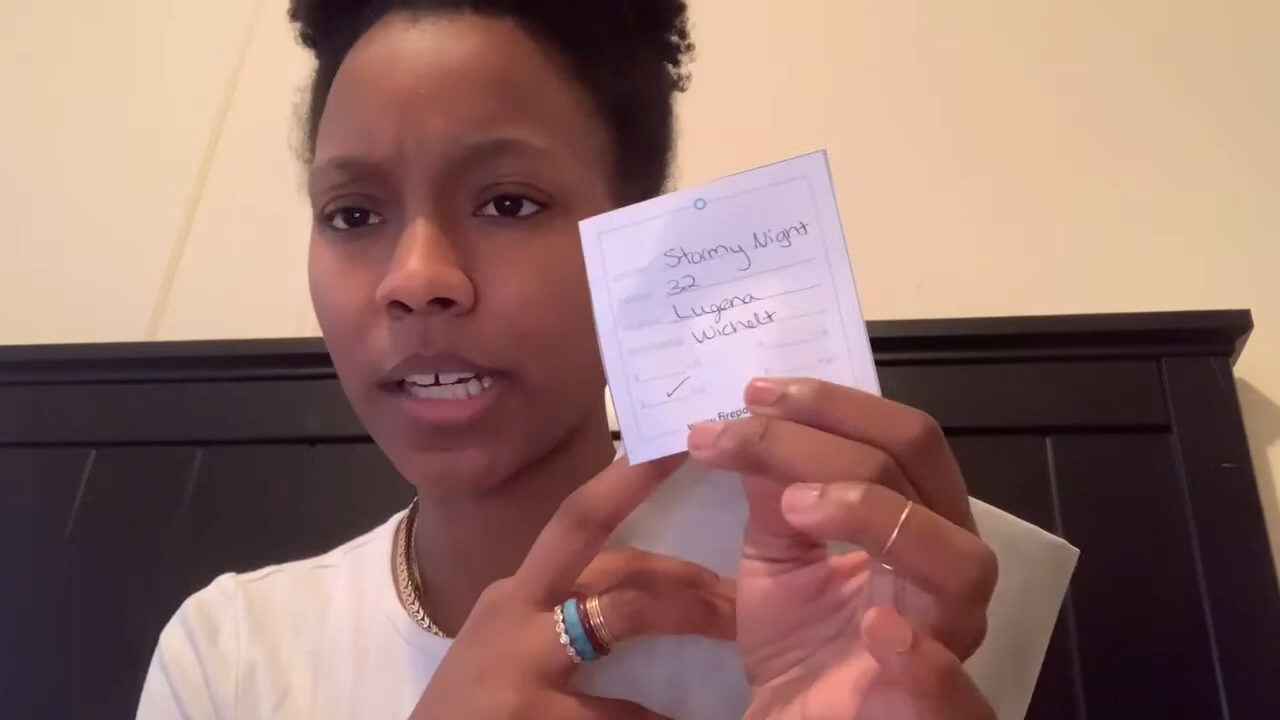 Stormy Night
32
Lugena
Wichelt
✓